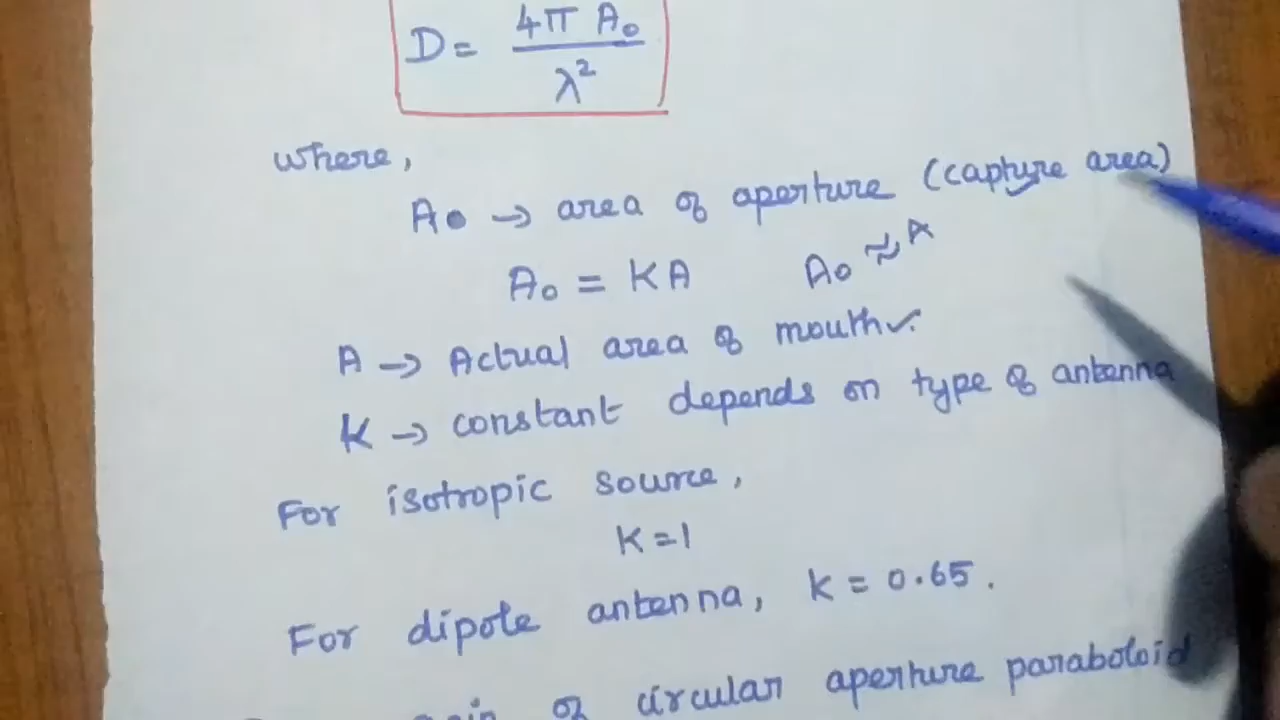 D = 4π A₀ / λ²
where,
A₀ → area of aperture (capture area)
A₀ = KA A₀ ≈ A
A → Actual area of mouth.
K → constant depends on type of antenna
For isotropic source,
K = 1
For dipole antenna, K = 0.65.
of circular aperture paraboloid